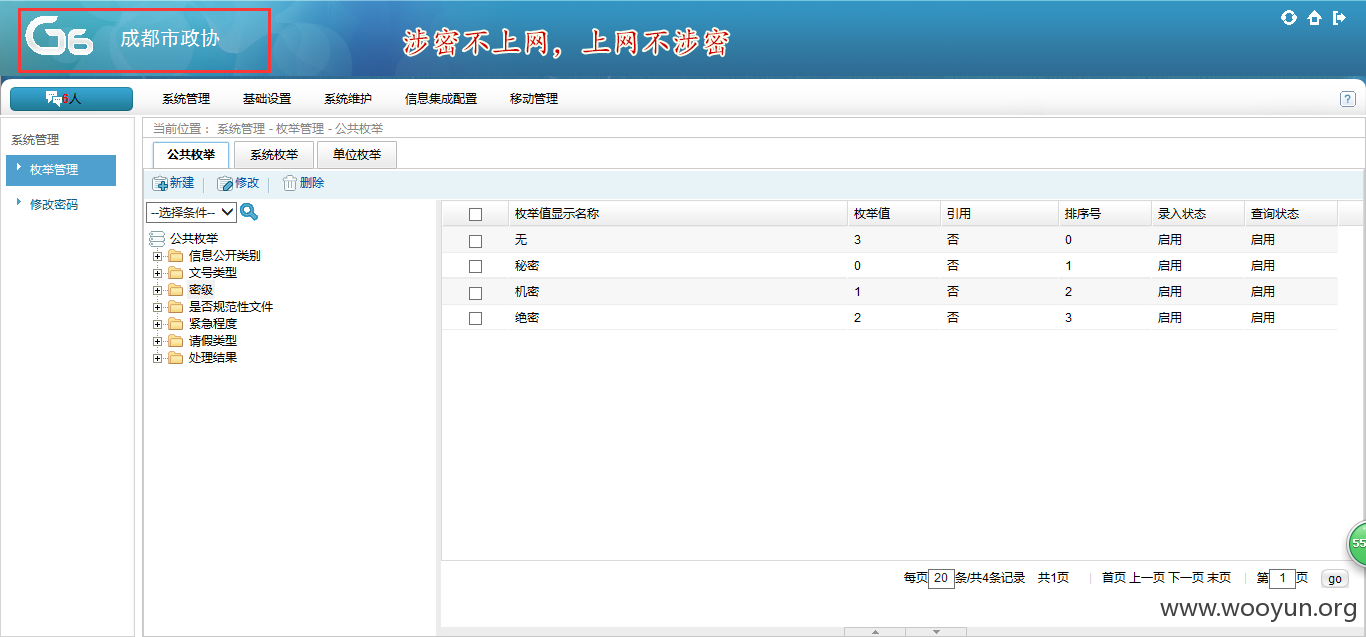 G6 成都市政协
涉密不上网，上网不涉密
6人 系统管理 基础设置 系统维护 信息集成配置 移动管理 ?
系统管理
枚举管理
修改密码
当前位置： 系统管理 - 枚举管理 - 公共枚举
公共枚举 系统枚举 单位枚举
新建 修改 删除
--选择条件--
公共枚举
信息公开类别
文号类型
密级
是否规范性文件
紧急程度
请假类型
处理结果
枚举值显示名称 枚举值 引用 排序号 录入状态 查询状态
无 3 否 0 启用 启用
秘密 0 否 1 启用 启用
机密 1 否 2 启用 启用
绝密 2 否 3 启用 启用
55
每页 20 条/共4条记录 共1页 首页 上一页 下一页 末页 第 1 页 go
www.wooyun.org